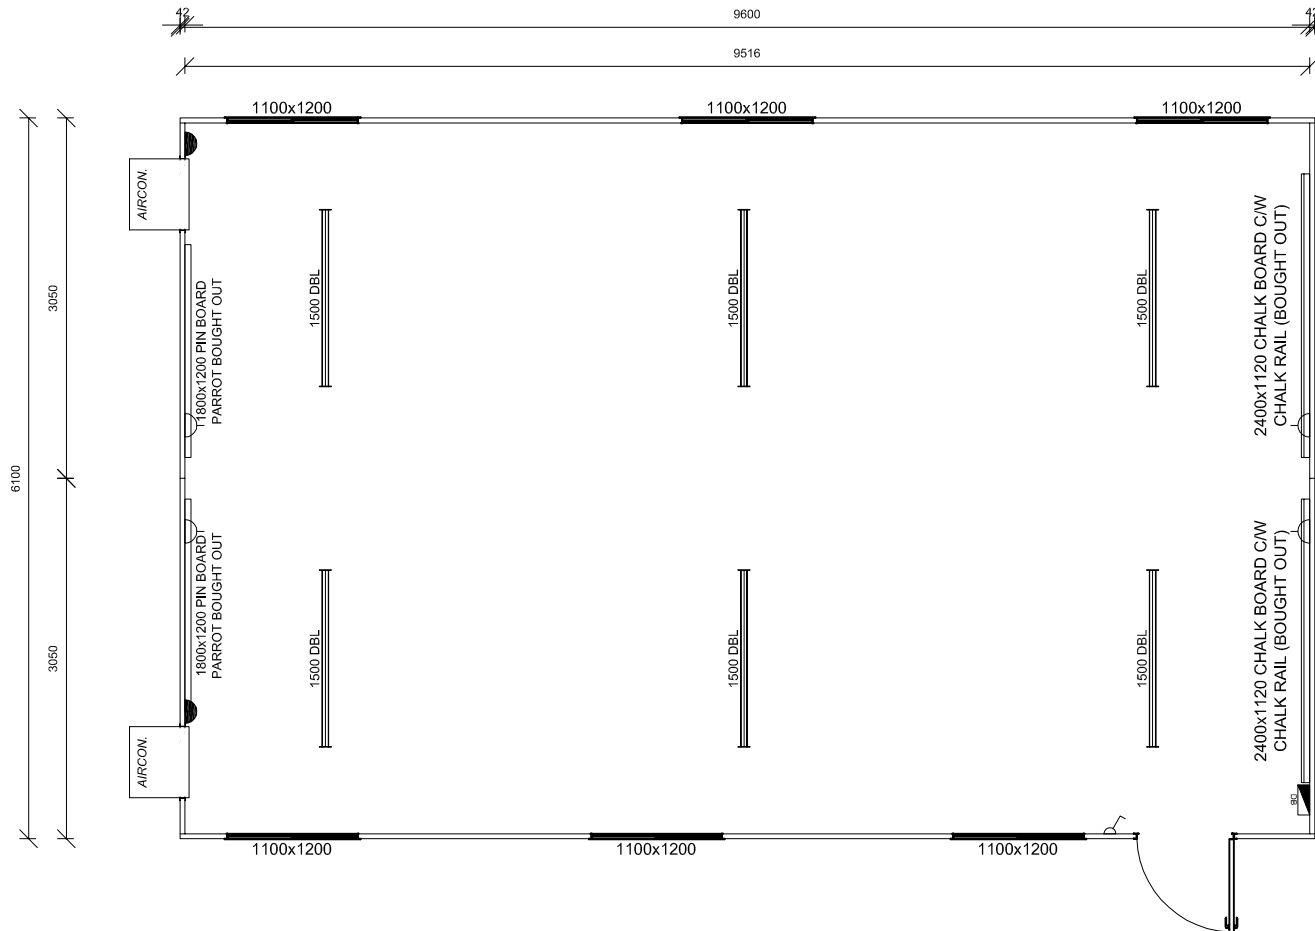 42
9600
42
9516
1100x1200
1100x1200
1100x1200
AIRCON.
3050
6100
3050
1800x1200 PIN BOARD
PARROT BOUGHT OUT
1500 DBL
1500 DBL
1500 DBL
2400x1120 CHALK BOARD C/W
CHALK RAIL (BOUGHT OUT)
1800x1200 PIN BOARD
PARROT BOUGHT OUT
1500 DBL
1500 DBL
1500 DBL
2400x1120 CHALK BOARD C/W
CHALK RAIL (BOUGHT OUT)
AIRCON.
DB
1100x1200
1100x1200
1100x1200